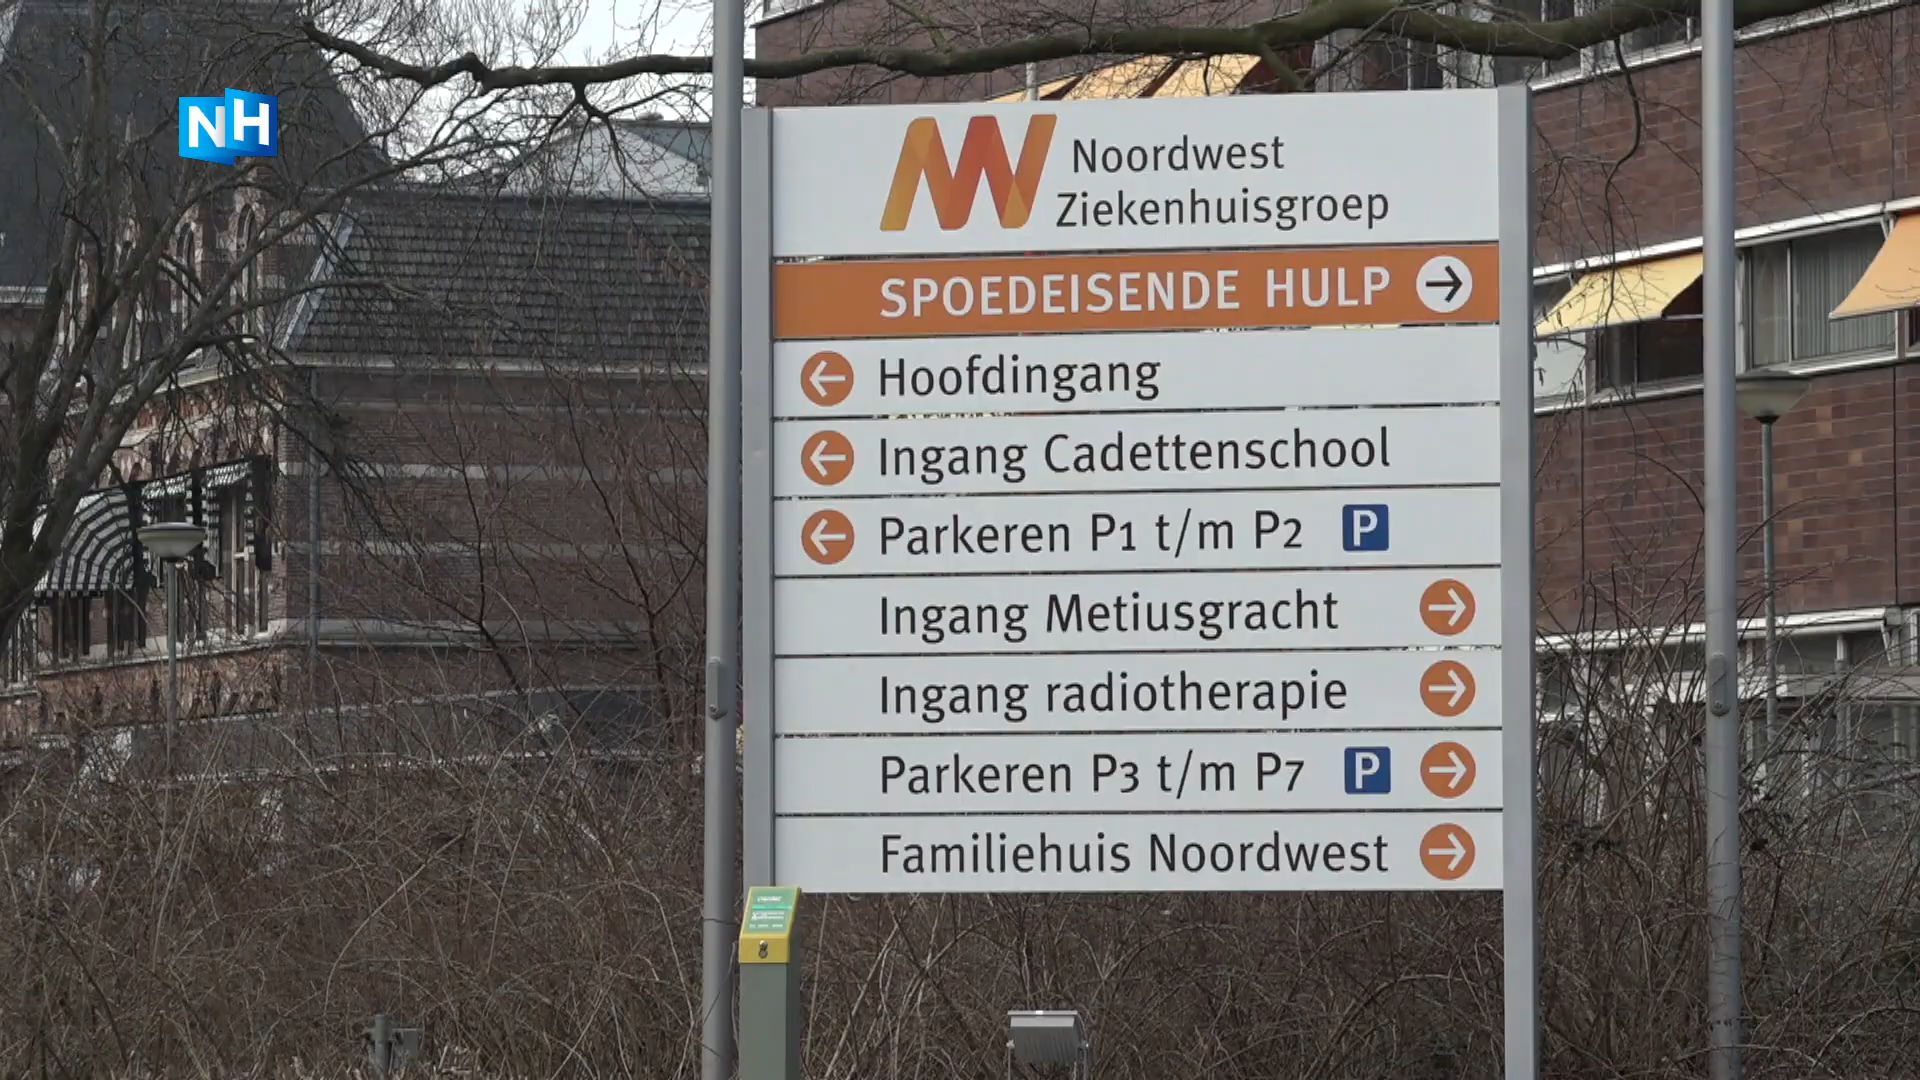 NH
Noordwest
Ziekenhuisgroep
SPOEDEISENDE HULP
Hoofdingang
Ingang Cadettenschool
Parkeren P1 t/m P2 P
Ingang Metiusgracht
Ingang radiotherapie
Parkeren P3 t/m P7 P
Familiehuis Noordwest